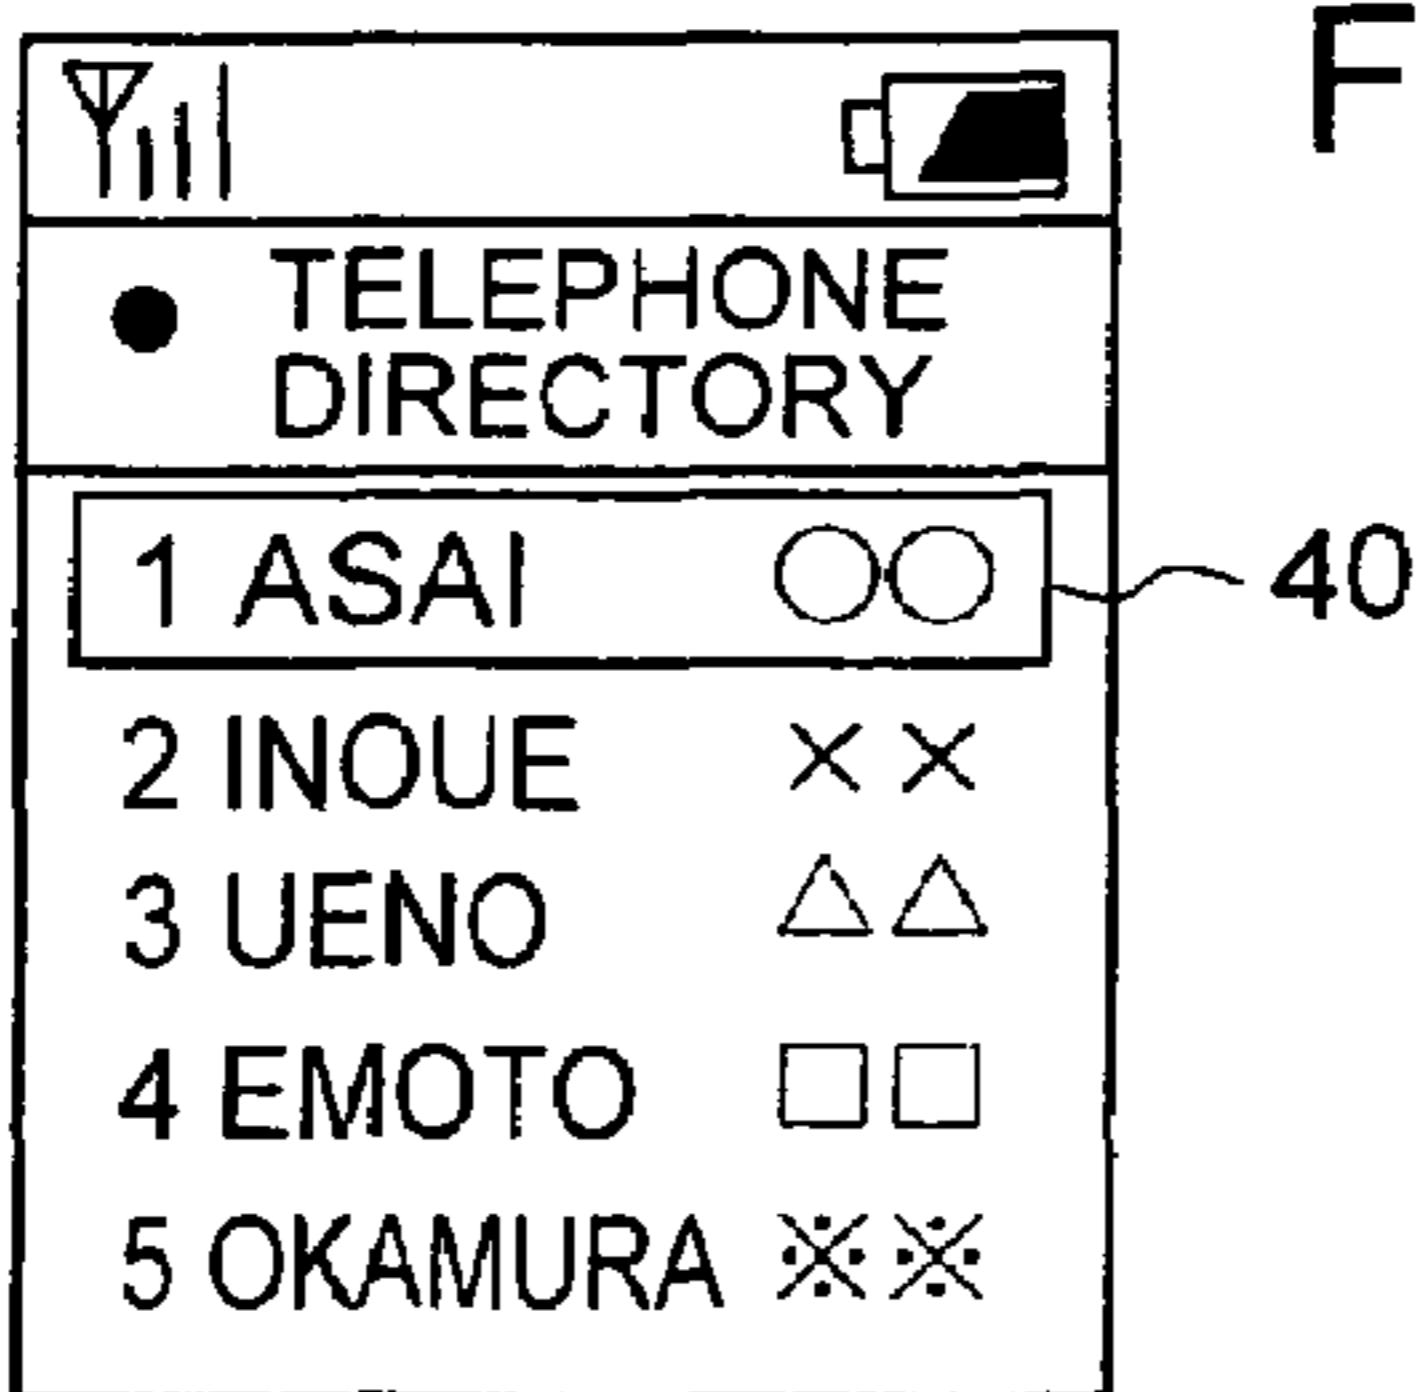 F
TELEPHONE
DIRECTORY
1 ASAI ○○
40
2 INOUE ××
3 UENO △△
4 EMOTO □□
5 OKAMURA ※※